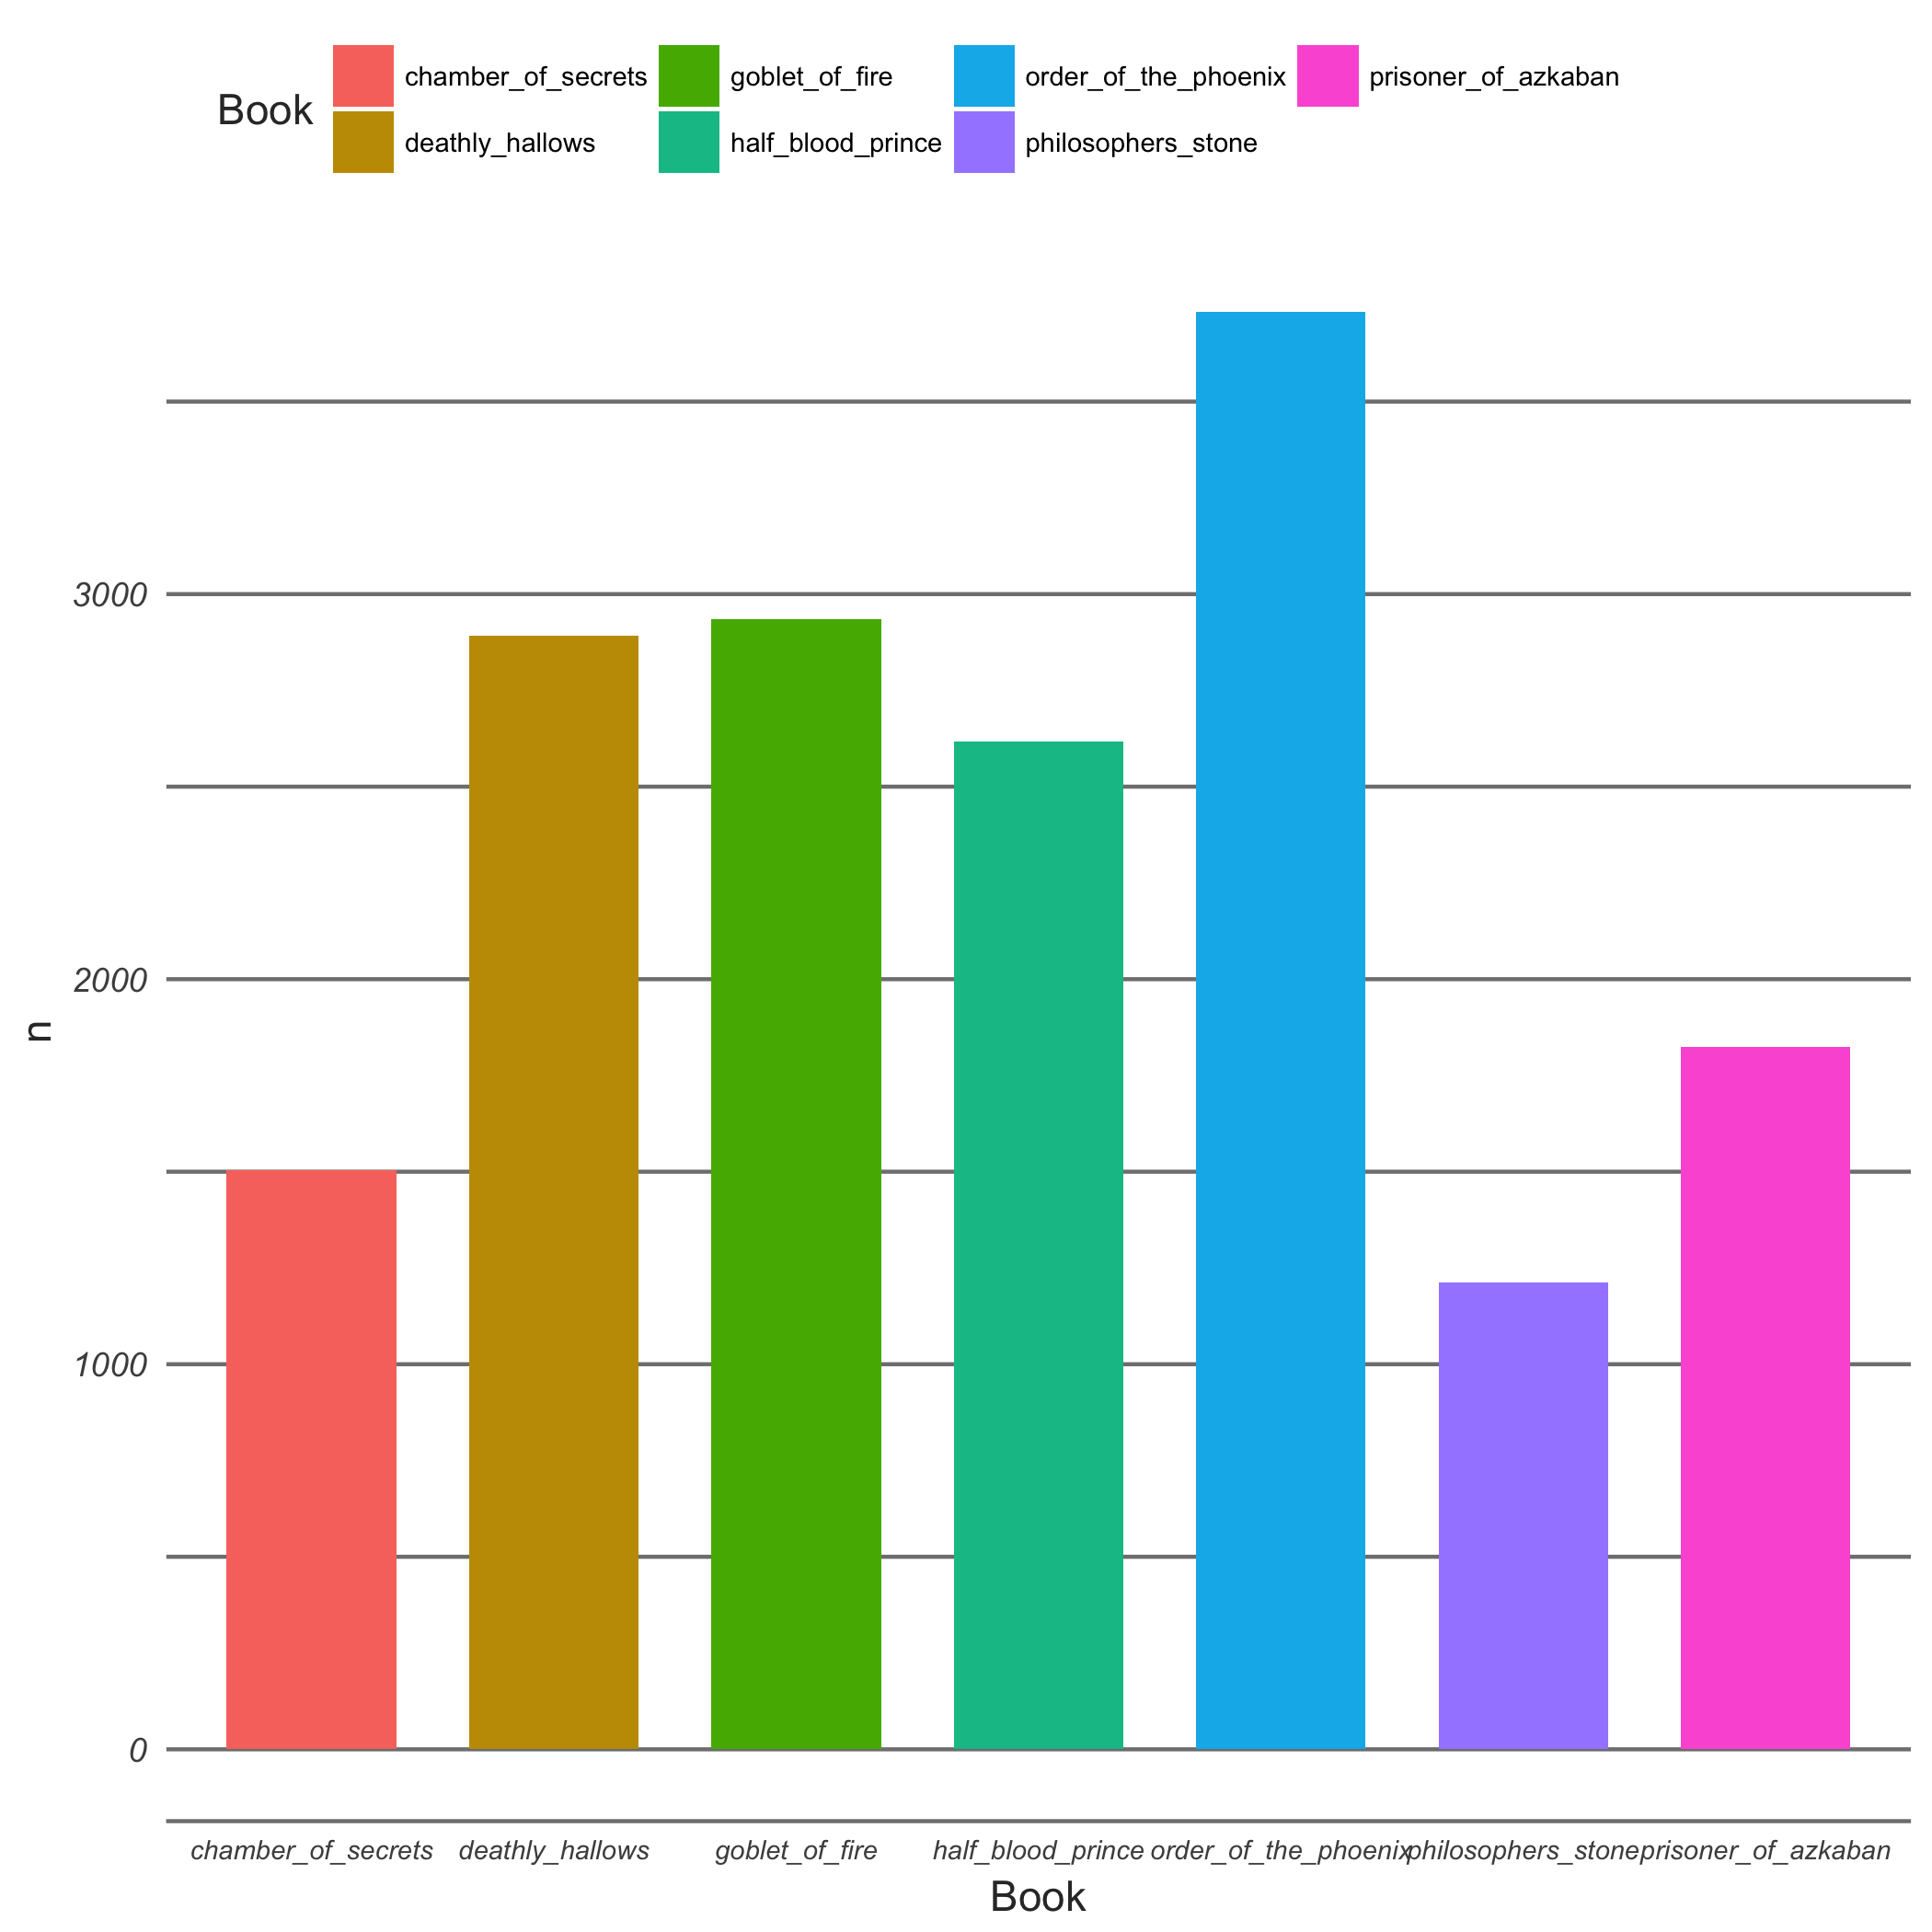 Book
chamber_of_secrets goblet_of_fire order_of_the_phoenix prisoner_of_azkaban
deathly_hallows half_blood_prince philosophers_stone
3000
2000
n
1000
0
chamber_of_secrets deathly_hallows goblet_of_fire half_blood_prince order_of_the_phoenix philosophers_stone prisoner_of_azkaban
Book